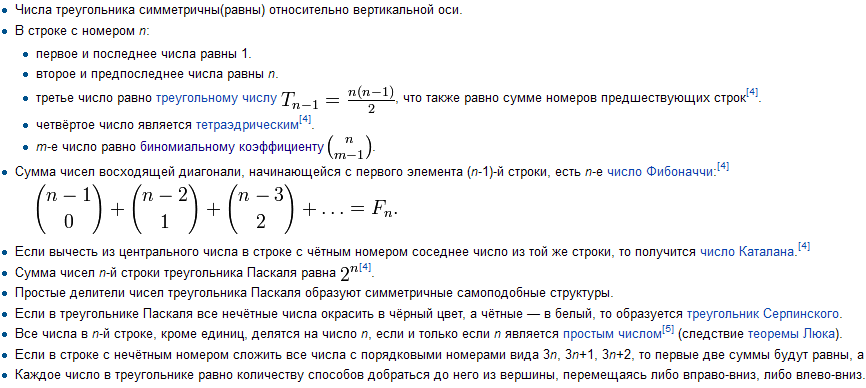 Числа треугольника симметричны(равны) относительно вертикальной оси.
В строке с номером n:
первое и последнее числа равны 1.
второе и предпоследнее числа равны n.
третье число равно треугольному числу T_{n−1} = \frac{n(n−1)}{2}, что также равно сумме номеров предшествующих строк[4].
четвёртое число является тетраэдрическим[4].
m-е число равно биномиальному коэффициенту \binom{n}{m−1}.
Сумма чисел восходящей диагонали, начинающейся с первого элемента (n-1)-й строки, есть n-е число Фибоначчи:[4]
\binom{n − 1}{0} + \binom{n − 2}{1} + \binom{n − 3}{2} + … = F_n.
Если вычесть из центрального числа в строке с чётным номером соседнее число из той же строки, то получится число Каталана.[4]
Сумма чисел n-й строки треугольника Паскаля равна 2^n[4].
Простые делители чисел треугольника Паскаля образуют симметричные самоподобные структуры.
Если в треугольнике Паскаля все нечётные числа окрасить в чёрный цвет, а чётные — в белый, то образуется треугольник Серпинского.
Все числа в n-й строке, кроме единиц, делятся на число n, если и только если n является простым числом[5] (следствие теоремы Люка).
Если в строке с нечётным номером сложить все числа с порядковыми номерами вида 3n, 3n+1, 3n+2, то первые две суммы будут равны, а
Каждое число в треугольнике равно количеству способов добраться до него из вершины, перемещаясь либо вправо-вниз, либо влево-вниз.